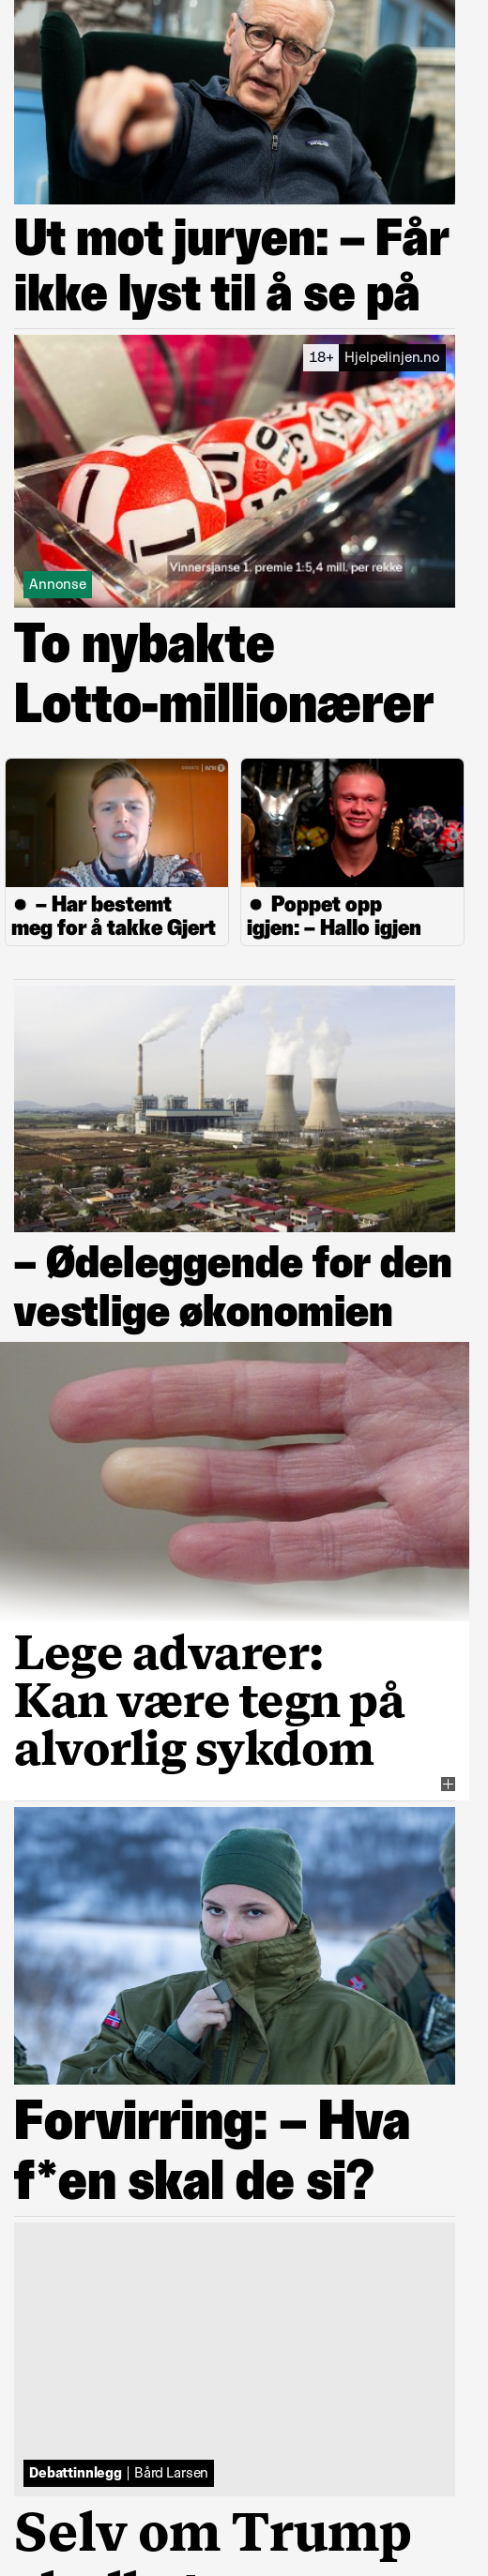 Ut mot juryen: – Får
ikke lyst til å se på
18+ Hjelpelinjen.no
1
1
10
Vinnersjanse 1. premie 1:5,4 mill. per rekke
Annonse
To nybakte
Lotto-millionærer
– Har bestemt
meg for å takke Gjert
Poppet opp
igjen: – Hallo igjen
– Ødeleggende for den
vestlige økonomien
Lege advarer:
Kan være tegn på
alvorlig sykdom
Forvirring: – Hva
f*en skal de si?
Debattinnlegg | Bård Larsen
Selv om Trump